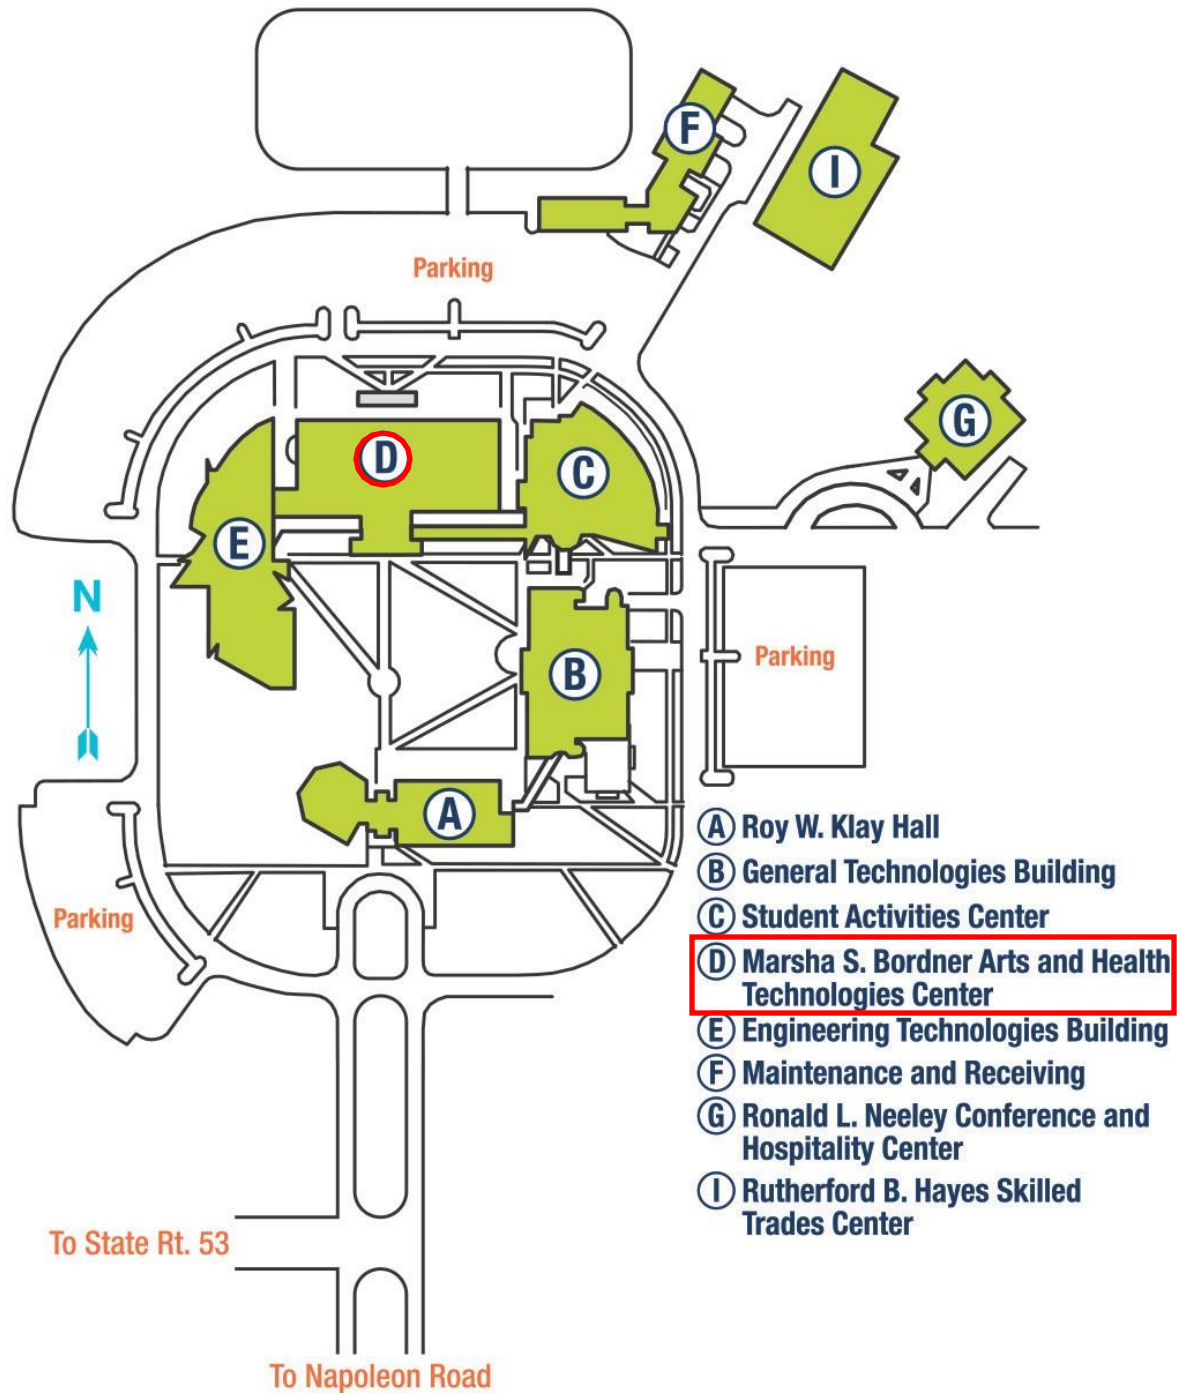 F
I
Parking
G
D
C
E
N
B
Parking
A
Parking
A Roy W. Klay Hall
B General Technologies Building
C Student Activities Center
D Marsha S. Bordner Arts and Health
Technologies Center
E Engineering Technologies Building
F Maintenance and Receiving
G Ronald L. Neeley Conference and
Hospitality Center
I Rutherford B. Hayes Skilled
Trades Center
To State Rt. 53
To Napoleon Road